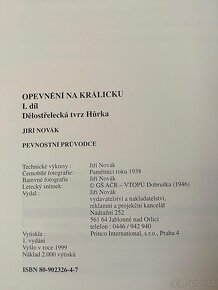 OPEVNĚNÍ NA KRÁLICKU
I. díl
Dělostřelecká tvrz Hůrka
JIŘÍ NOVÁK
PEVNOSTNÍ PRŮVODCE
Technické výkresy : Jiří Novák
Černobílé fotografie : Pamětníci roku 1938
Barevné fotografie : Jiří Novák
Letecký snímek : © GŠ AČR – VTOPÚ Dobruška (1946)
Vydal : Jiří Novák
vydavatelství a nakladatelství,
reklamní a projekční kancelář
Nádražní 252
561 64 Jablonné nad Orlicí
telefon : 0446 / 942 940
Vytiskla : Princo International, s.r.o., Praha 4
1. vydání
Vyšlo v roce 1999
Náklad 2.000 výtisků
ISBN 80-902326-4-7